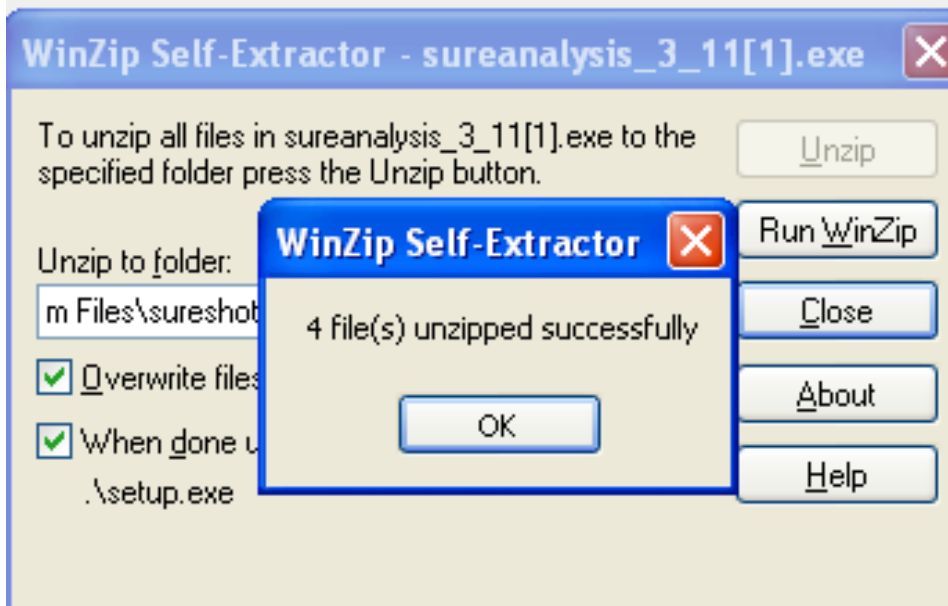 WinZip Self-Extractor - sureanalysis_3_11[1].exe
To unzip all files in sureanalysis_3_11[1].exe to the
specified folder press the Unzip button.
Unzip
Run WinZip
Unzip to folder:
m Files\sureshot
Close
Overwrite files
About
When done u
.\setup.exe
Help
WinZip Self-Extractor
4 file(s) unzipped successfully
OK